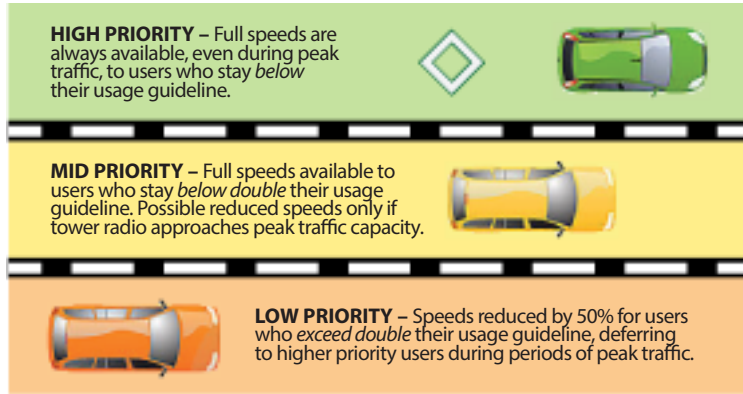 HIGH PRIORITY – Full speeds are
always available, even during peak
traffic, to users who stay below
their usage guideline.
MID PRIORITY – Full speeds available to
users who stay below double their usage
guideline. Possible reduced speeds only if
tower radio approaches peak traffic capacity.
LOW PRIORITY – Speeds reduced by 50% for users
who exceed double their usage guideline, deferring
to higher priority users during periods of peak traffic.